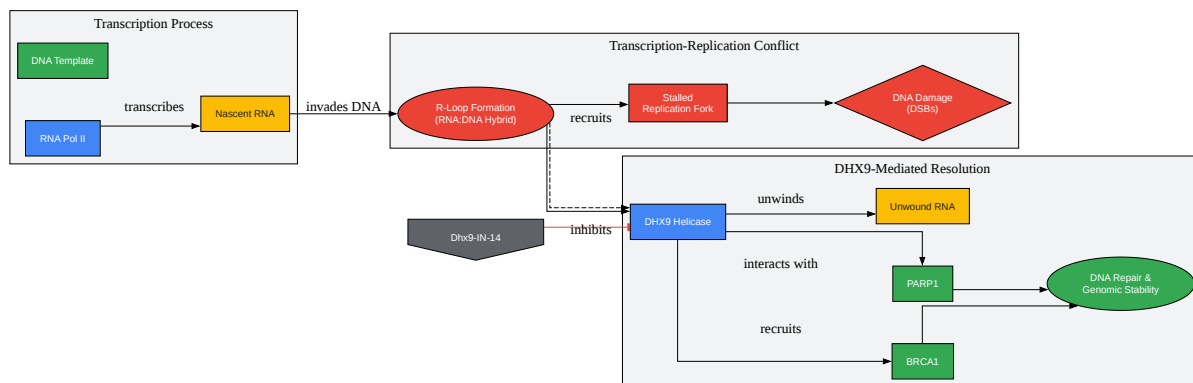 Transcription Process
DNA Template
transcribes
RNA Pol II
Nascent RNA
invades DNA
Transcription-Replication Conflict
R-Loop Formation
(RNA:DNA Hybrid)
recruits
Stalled
Replication Fork
DNA Damage
(DSBs)
DHX9-Mediated Resolution
Dhx9-IN-14
inhibits
DHX9 Helicase
unwinds
Unwound RNA
interacts with
PARP1
recruits
BRCA1
DNA Repair &
Genomic Stability